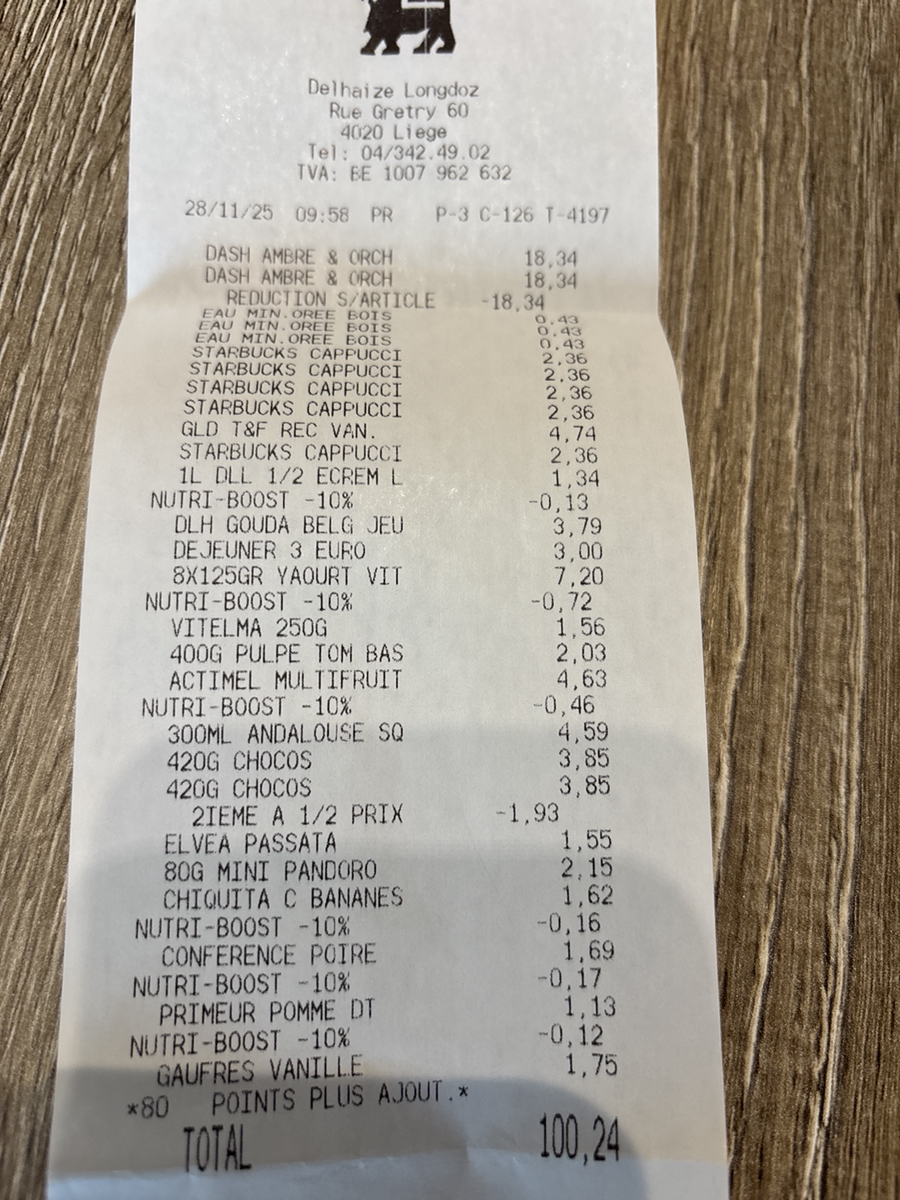 Delhaize Longdoz
Rue Gretry 60
4020 Liege
Tel: 04/342.49.02
TVA: BE 1007 962 632
28/11/25 09:58 PR P-3 C-126 T-4197
DASH AMBRE & ORCH 18,34
DASH AMBRE & ORCH 18,34
REDUCTION S/ARTICLE -18,34
EAU MIN.OREE BOIS 0,43
EAU MIN.OREE BOIS 0,43
EAU MIN.OREE BOIS 0,43
STARBUCKS CAPPUCCI 2,36
STARBUCKS CAPPUCCI 2,36
STARBUCKS CAPPUCCI 2,36
STARBUCKS CAPPUCCI 2,36
GLD T&F REC VAN. 4,74
STARBUCKS CAPPUCCI 2,36
1L DLL 1/2 ECREM L 1,34
NUTRI-BOOST -10% -0,13
DLH GOUDA BELG JEU 3,79
DEJEUNER 3 EURO 3,00
8X125GR YAOURT VIT 7,20
NUTRI-BOOST -10% -0,72
VITELMA 250G 1,56
400G PULPE TOM BAS 2,03
ACTIMEL MULTIFRUIT 4,63
NUTRI-BOOST -10% -0,46
300ML ANDALOUSE SQ 4,59
420G CHOCOS 3,85
420G CHOCOS 3,85
2IEME A 1/2 PRIX -1,93
ELVEA PASSATA 1,55
80G MINI PANDORO 2,15
CHIQUITA C BANANES 1,62
NUTRI-BOOST -10% -0,16
CONFERENCE POIRE 1,69
NUTRI-BOOST -10% -0,17
PRIMEUR POMME DT 1,13
NUTRI-BOOST -10% -0,12
GAUFRES VANILLE 1,75
*80 POINTS PLUS AJOUT.*
TOTAL 100,24